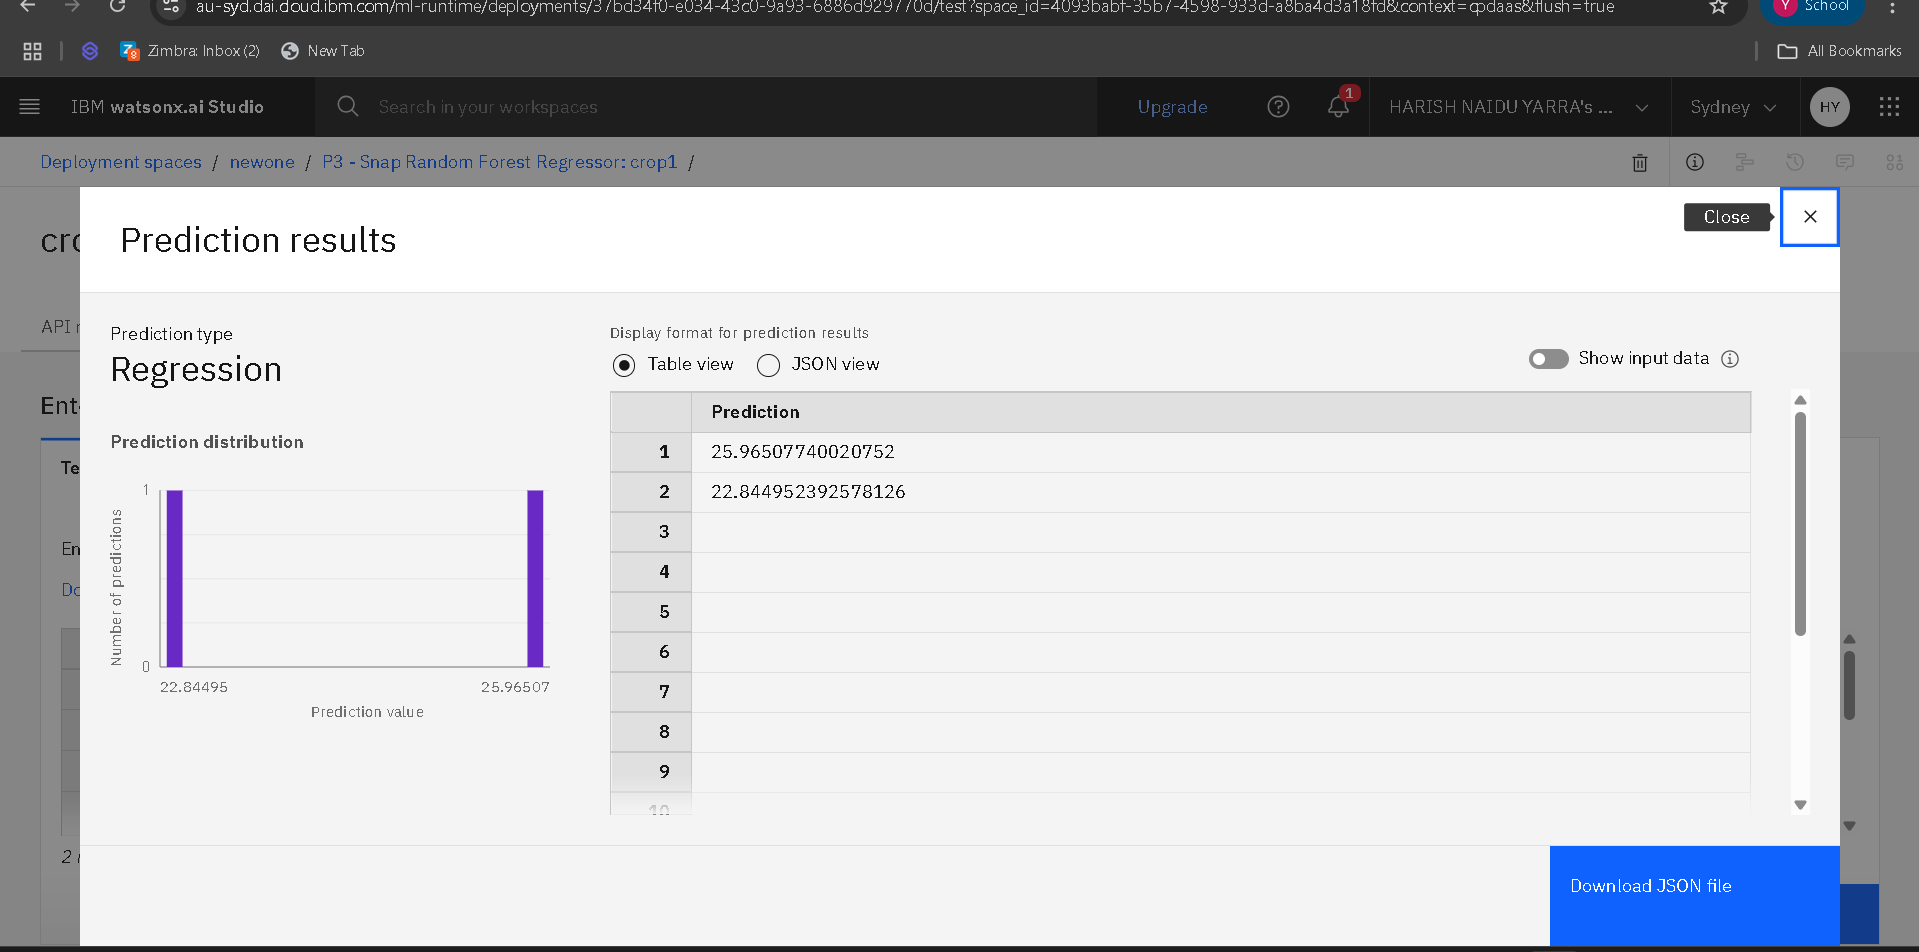 au-syd.dai.cloud.ibm.com/ml-runtime/deployments/37bd34f0-e034-43c0-9a93-6886d929770d/test?space_id=4093babf-35b7-4598-933d-a8ba4d3a18fd&context=cpdaas&flush=true
Y School
Zimbra: Inbox (2) New Tab All Bookmarks
IBM watsonx.ai Studio Search in your workspaces Upgrade 1 HARISH NAIDU YARRA's ... Sydney HY
Deployment spaces / newone / P3 - Snap Random Forest Regressor: crop1 /
Close
Prediction results
API
Prediction type
Regression
Display format for prediction results
Table view JSON view
Show input data
Prediction distribution
Number of predictions
1
0
22.84495 25.96507
Prediction value
Prediction
1 25.96507740020752
2 22.844952392578126
3
4
5
6
7
8
9
10
2
Download JSON file